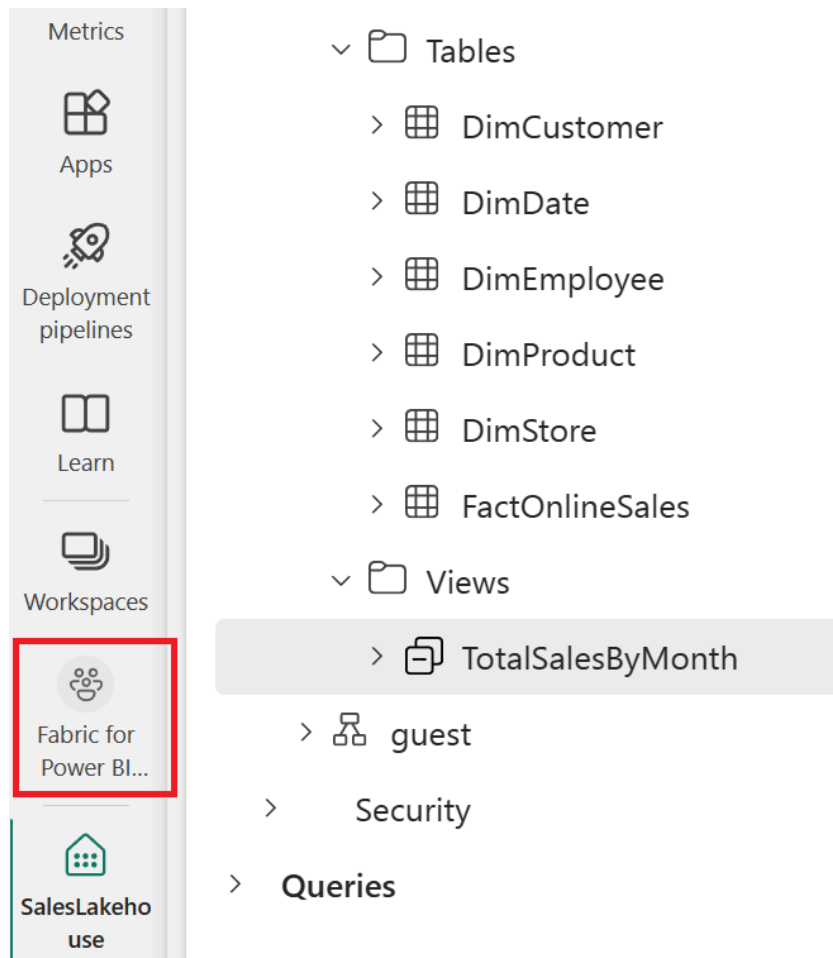 Metrics
Apps
Deployment
pipelines
Learn
Workspaces
Fabric for
Power BI...
SalesLakeho
use
Tables
DimCustomer
DimDate
DimEmployee
DimProduct
DimStore
FactOnlineSales
Views
TotalSalesByMonth
guest
Security
Queries